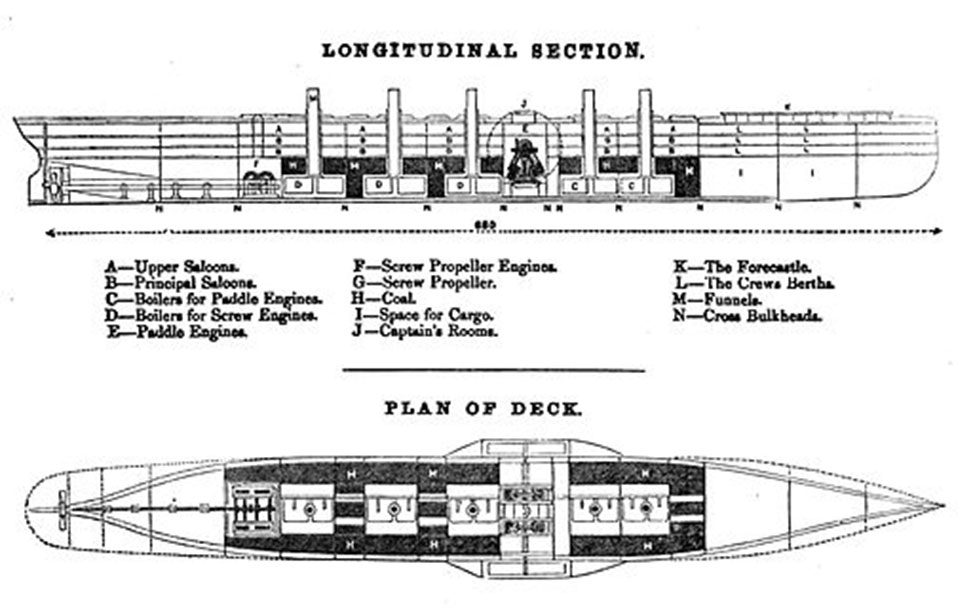 LONGITUDINAL SECTION.
J
K
M
A A A E A A L L
B B B B B L L
B B B B B L L
F H H H H H I I
D D D C C
N N N N N N N N N N N
680
A—Upper Saloons.
B—Principal Saloons.
C—Boilers for Paddle Engines.
D—Boilers for Screw Engines.
E—Paddle Engines.
F—Screw Propeller Engines.
G—Screw Propeller.
H—Coal.
I—Space for Cargo.
J—Captain's Rooms.
K—The Forecastle.
L—The Crews Berths.
M—Funnels.
N—Cross Bulkheads.
PLAN OF DECK.
H H H
H H H